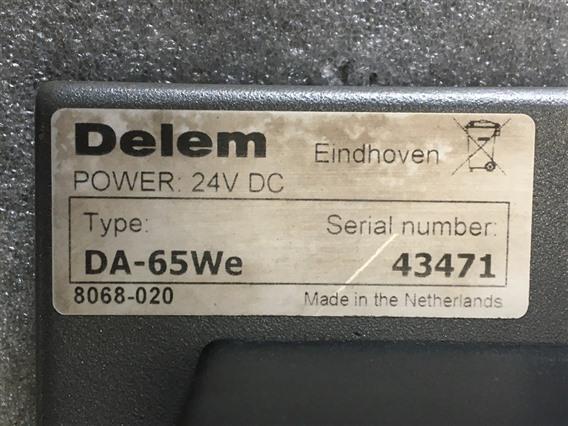 Delem Eindhoven
POWER: 24V DC
Type: Serial number:
DA-65We 43471
8068-020 Made in the Netherlands